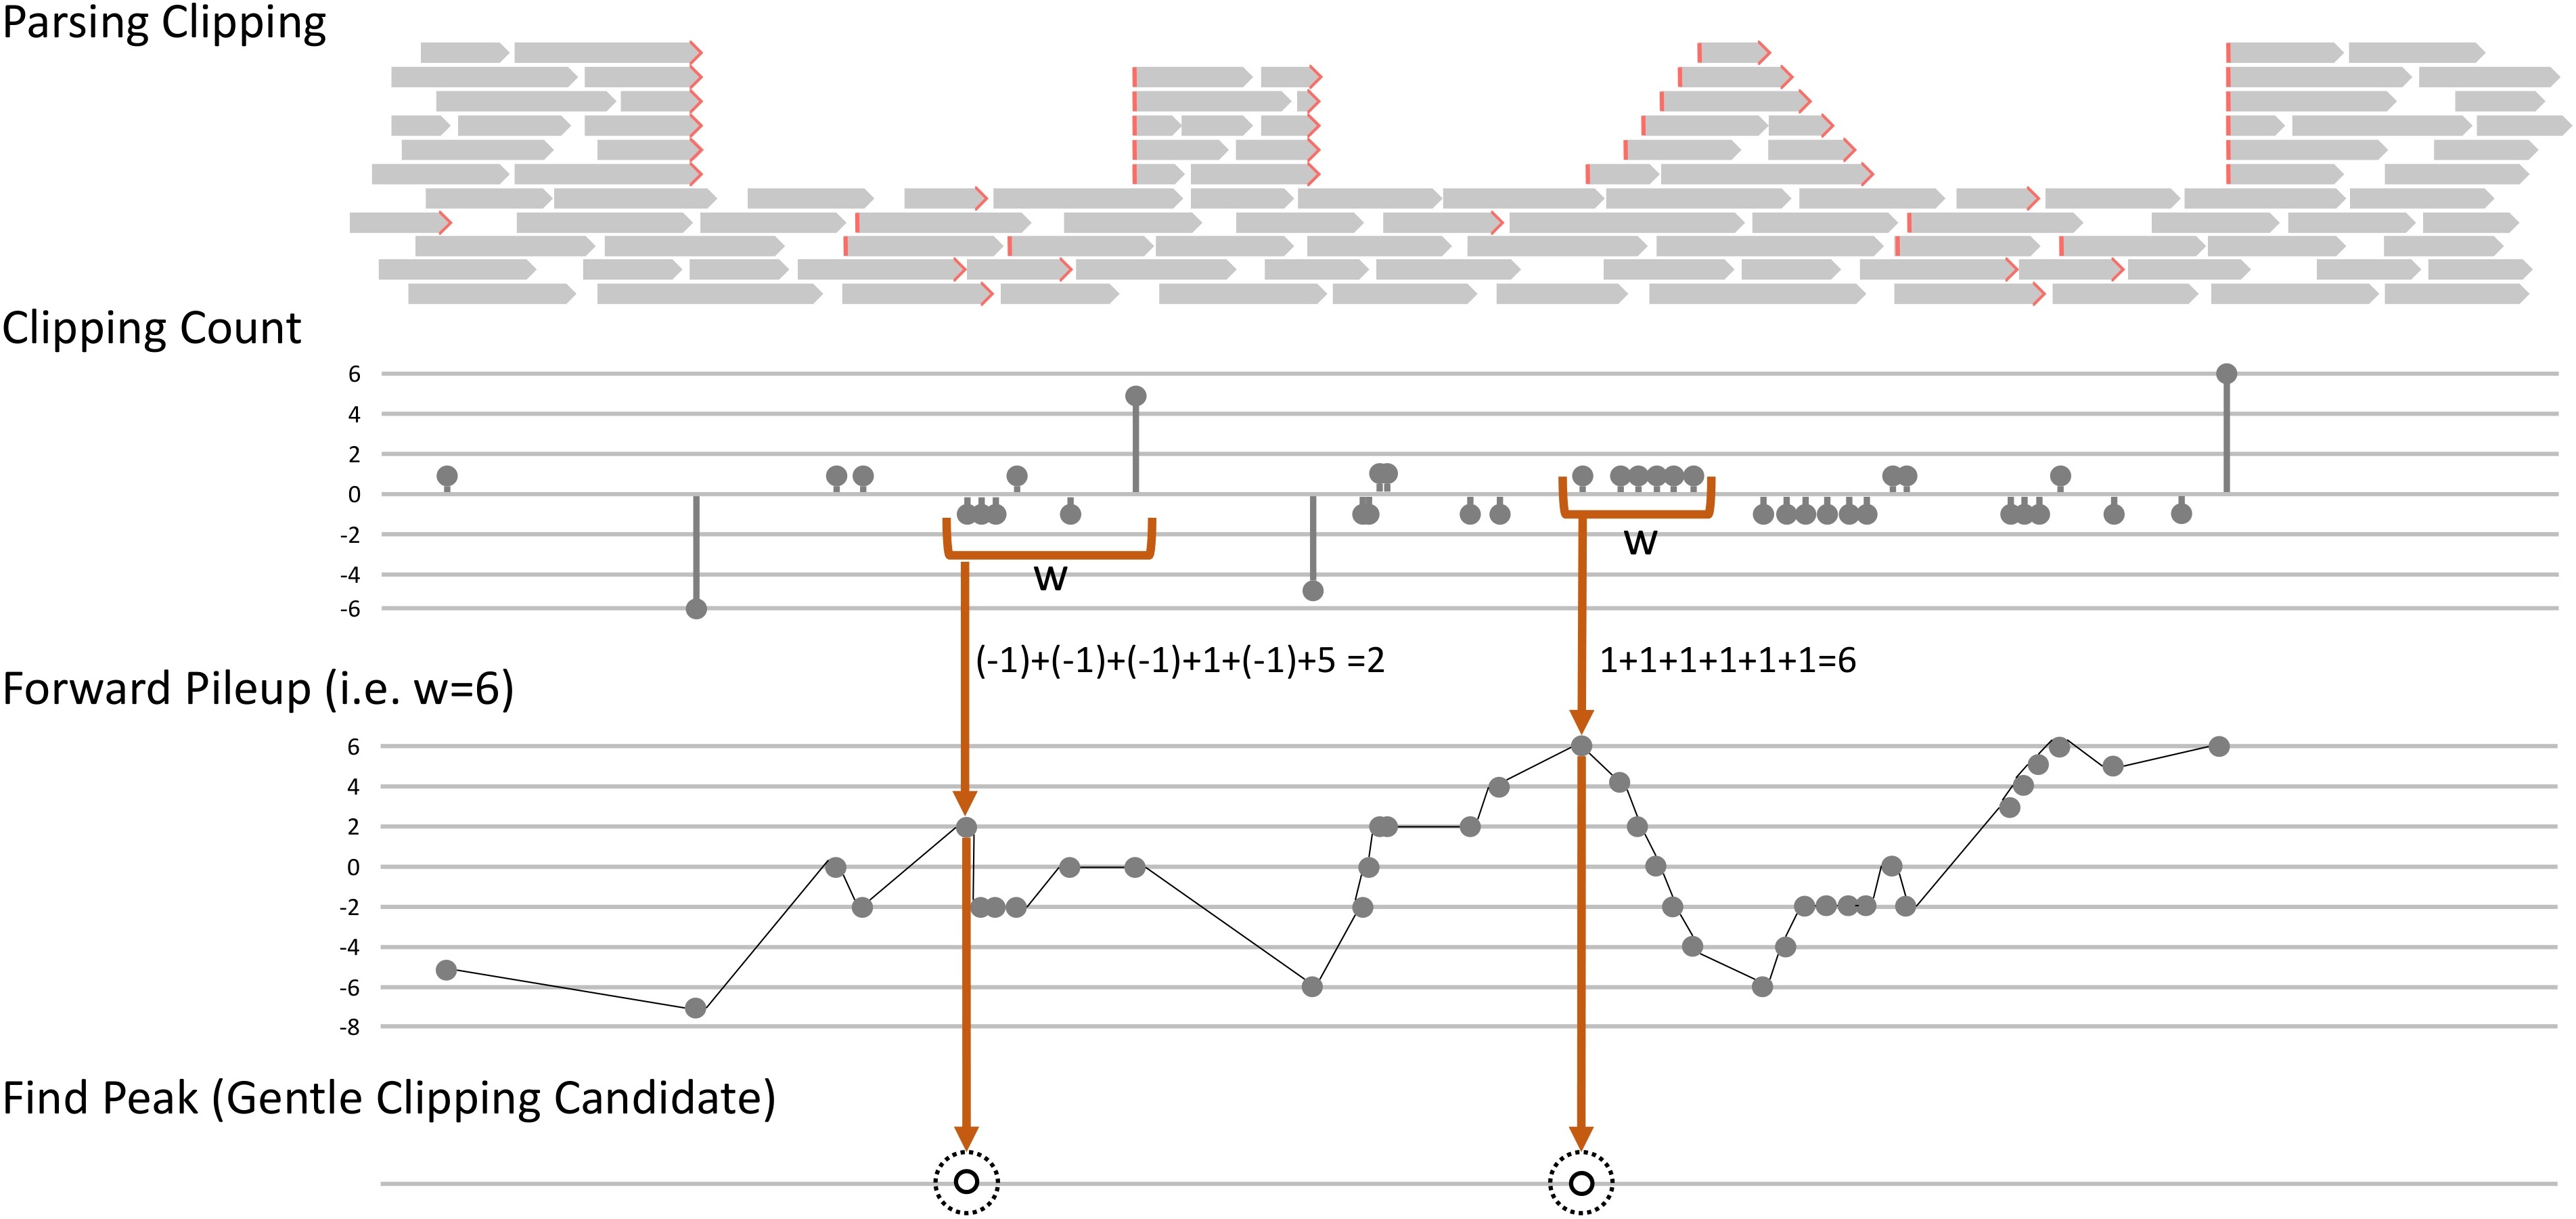 Parsing Clipping
Clipping Count
6
4
2
0
-2
-4
-6
w
w
(-1)+(-1)+(-1)+1+(-1)+5 =2
1+1+1+1+1+1=6
Forward Pileup (i.e. w=6)
6
4
2
0
-2
-4
-6
-8
Find Peak (Gentle Clipping Candidate)